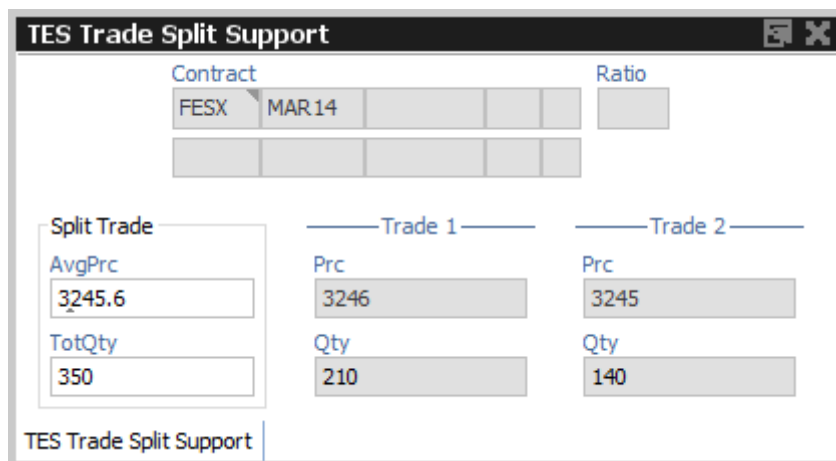 TES Trade Split Support
Contract Ratio
FESX MAR14
Split Trade Trade 1 Trade 2
AvgPrc Prc Prc
3245.6 3246 3245
TotQty Qty Qty
350 210 140
TES Trade Split Support